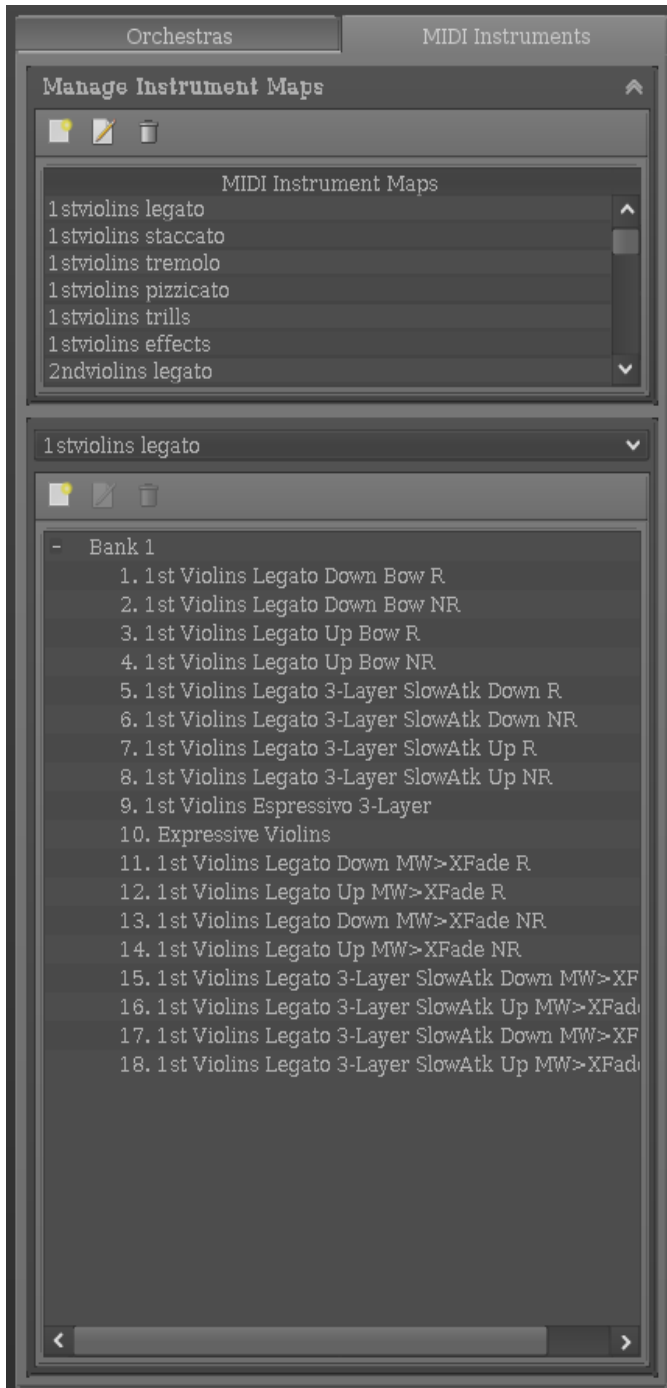 Orchestras
MIDI Instruments
Manage Instrument Maps
MIDI Instrument Maps
1stviolins legato
1stviolins staccato
1stviolins tremolo
1stviolins pizzicato
1stviolins trills
1stviolins effects
2ndviolins legato
1stviolins legato
- Bank 1
1. 1st Violins Legato Down Bow R
2. 1st Violins Legato Down Bow NR
3. 1st Violins Legato Up Bow R
4. 1st Violins Legato Up Bow NR
5. 1st Violins Legato 3-Layer SlowAtk Down R
6. 1st Violins Legato 3-Layer SlowAtk Down NR
7. 1st Violins Legato 3-Layer SlowAtk Up R
8. 1st Violins Legato 3-Layer SlowAtk Up NR
9. 1st Violins Espressivo 3-Layer
10. Expressive Violins
11. 1st Violins Legato Down MW>XFade R
12. 1st Violins Legato Up MW>XFade R
13. 1st Violins Legato Down MW>XFade NR
14. 1st Violins Legato Up MW>XFade NR
15. 1st Violins Legato 3-Layer SlowAtk Down MW>XF
16. 1st Violins Legato 3-Layer SlowAtk Up MW>XFad
17. 1st Violins Legato 3-Layer SlowAtk Down MW>XF
18. 1st Violins Legato 3-Layer SlowAtk Up MW>XFad